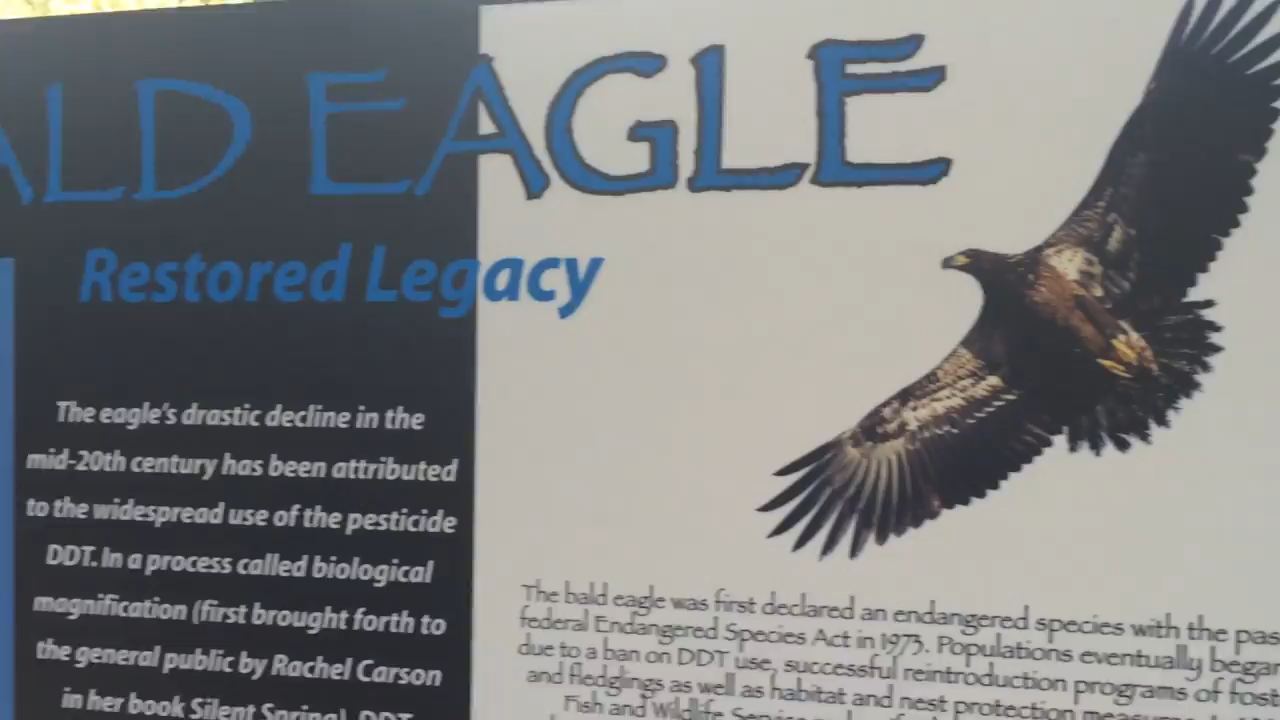 ALD EAGLE
Restored Legacy
The eagle's drastic decline in the
mid-20th century has been attributed
to the widespread use of the pesticide
DDT. In a process called biological
magnification (first brought forth to
the general public by Rachel Carson
in her book Silent Spring), DDT
The bald eagle was first declared an endangered species with the pas
federal Endangered Species Act in 1973. Populations eventually began
due to a ban on DDT use, successful reintroduction programs of fost
and fledglings as well as habitat and nest protection
Fish and Wildlife Service